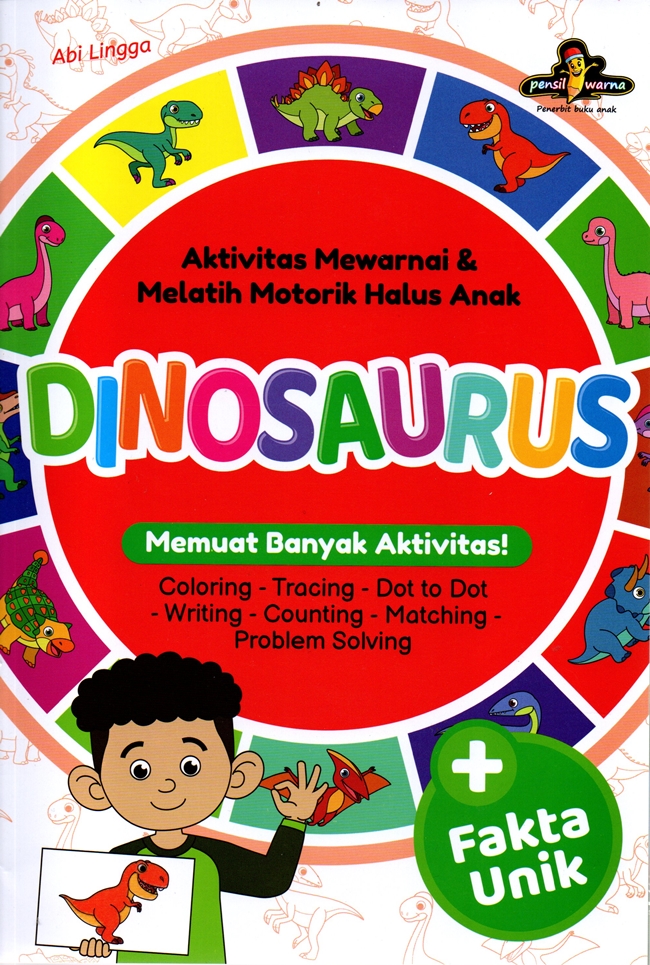 Abi Lingga
pensil warna
Penerbit buku anak
Aktivitas Mewarnai &
Melatih Motorik Halus Anak
DINOSAURUS
Memuat Banyak Aktivitas!
Coloring - Tracing - Dot to Dot
- Writing - Counting - Matching -
Problem Solving
+
Fakta
Unik